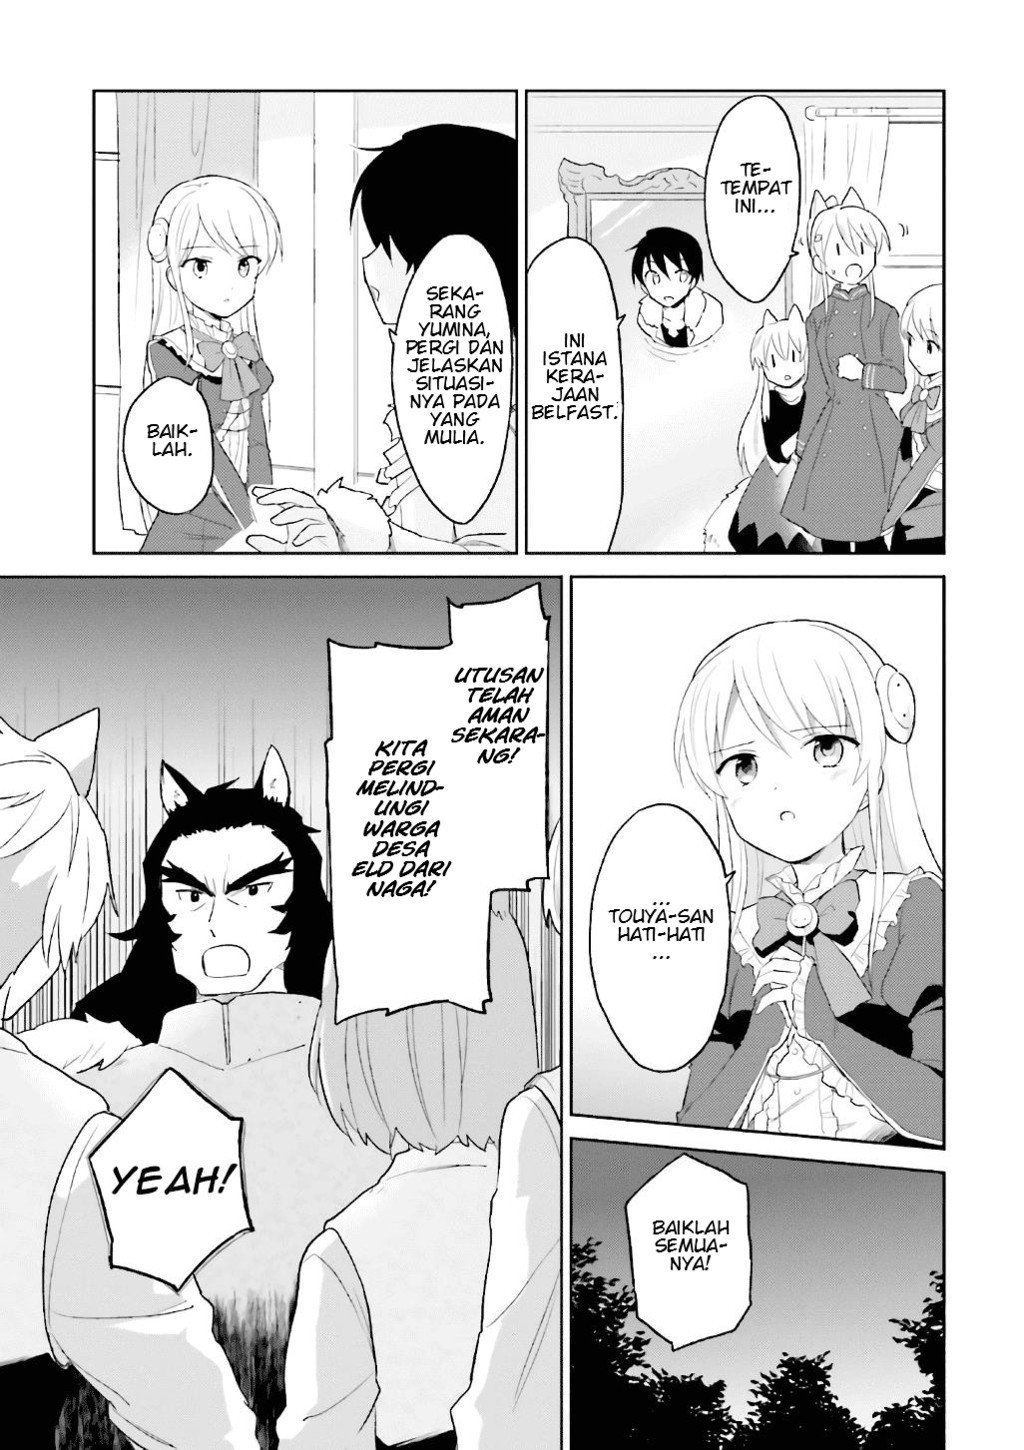 TE-
TEMPAT
INI...
INI
ISTANA
KERA-
JAAN
BELFAST.
SEKA-
RANG
YUMINA,
PERGI DAN
JELASKAN
SITUASI-
NYA PADA
YANG
MULIA.
BAIK-
LAH.
...
TOUYA-SAN
HATI-HATI
...
BAIKLAH
SEMUA-
NYA!
UTUSAN
TELAH
AMAN
SEKARA-
NG!
KITA
PERGI
MELIND-
UNGI
WARGA
DESA
ELD DARI
NAGA!
YEAH!